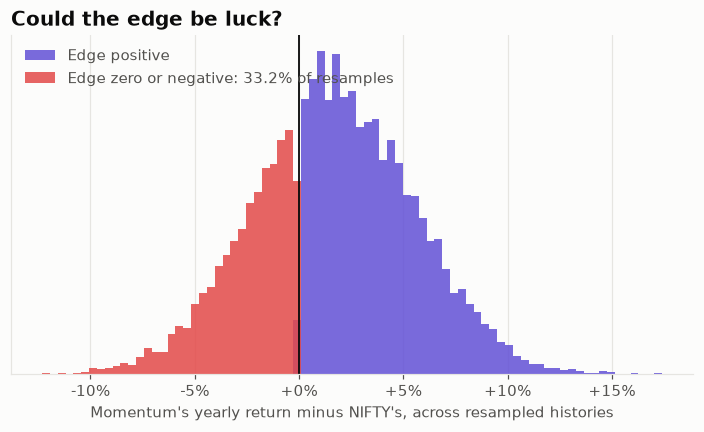 Could the edge be luck?
Edge positive
Edge zero or negative: 33.2% of resamples
-10% -5% +0% +5% +10% +15%
Momentum's yearly return minus NIFTY's, across resampled histories